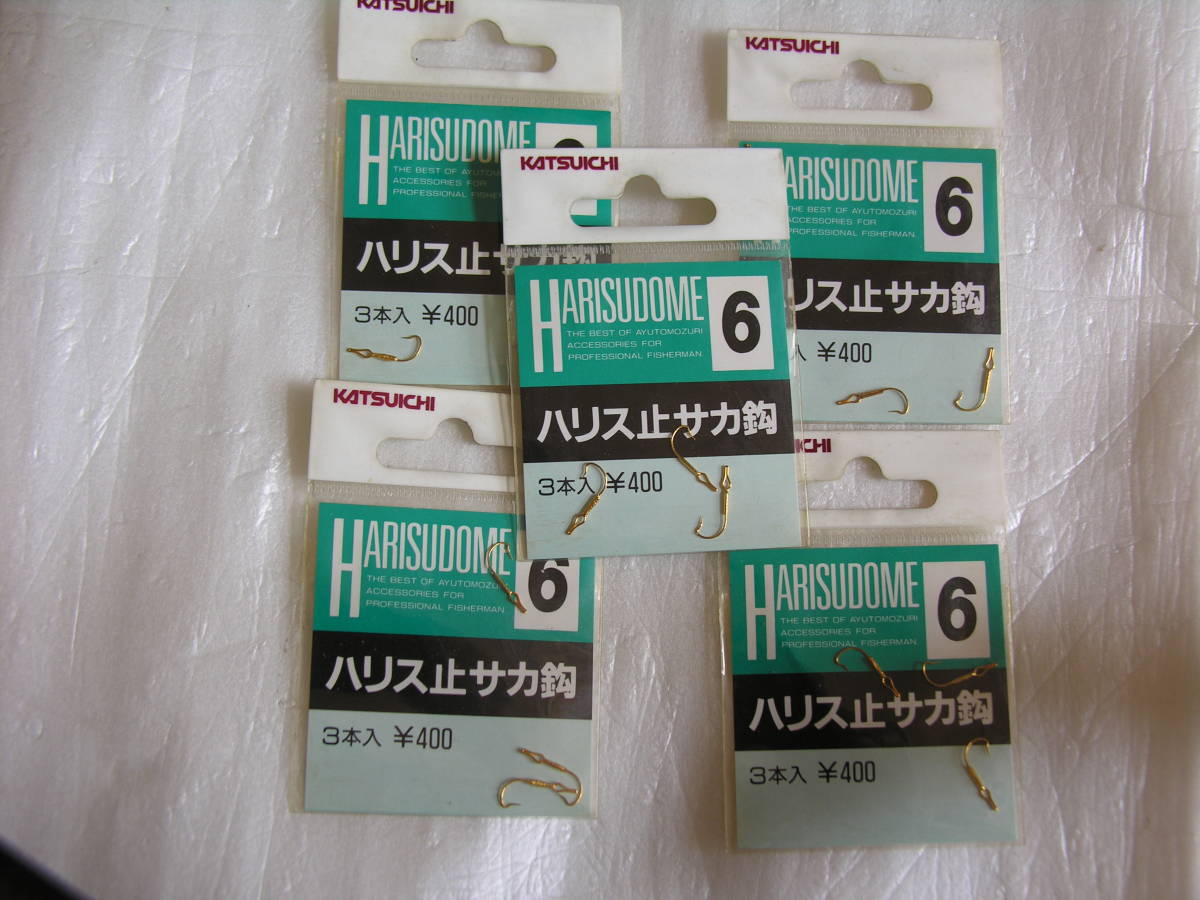 KATSUICHI
HARISUDOME
THE BEST OF AYUTOMOZURI
ACCESSORIES FOR
PROFESSIONAL
ハリス止サカ鈎
3本入 ¥400
KATSUICHI
ARISUDOME 6
THE BEST OF AYUTOMOZURI
ACCESSORIES FOR
PROFESSIONAL FISHERMAN.
リス止サカ鈎
入 ¥400
KATSUICHI
HARISUDOME 6
THE BEST OF AYUTOMOZURI
ACCESSORIES FOR
PROFESSIONAL FISHERMAN.
ハリス止サカ鈎
3本入 ¥400
KATSUICHI
HARISUDOME 6
THE BEST OF AYUTOMOZURI
ACCESSORIES FOR
PROFESSIONAL FISHERMAN.
ハリス止サカ鈎
3本入 ¥400
ICHI
HARISUDOME 6
THE BEST OF AYUTOMOZURI
ACCESSORIES FOR
PROFESSIONAL FISHERMAN.
ハリス止サカ鈎
3本入 ¥400